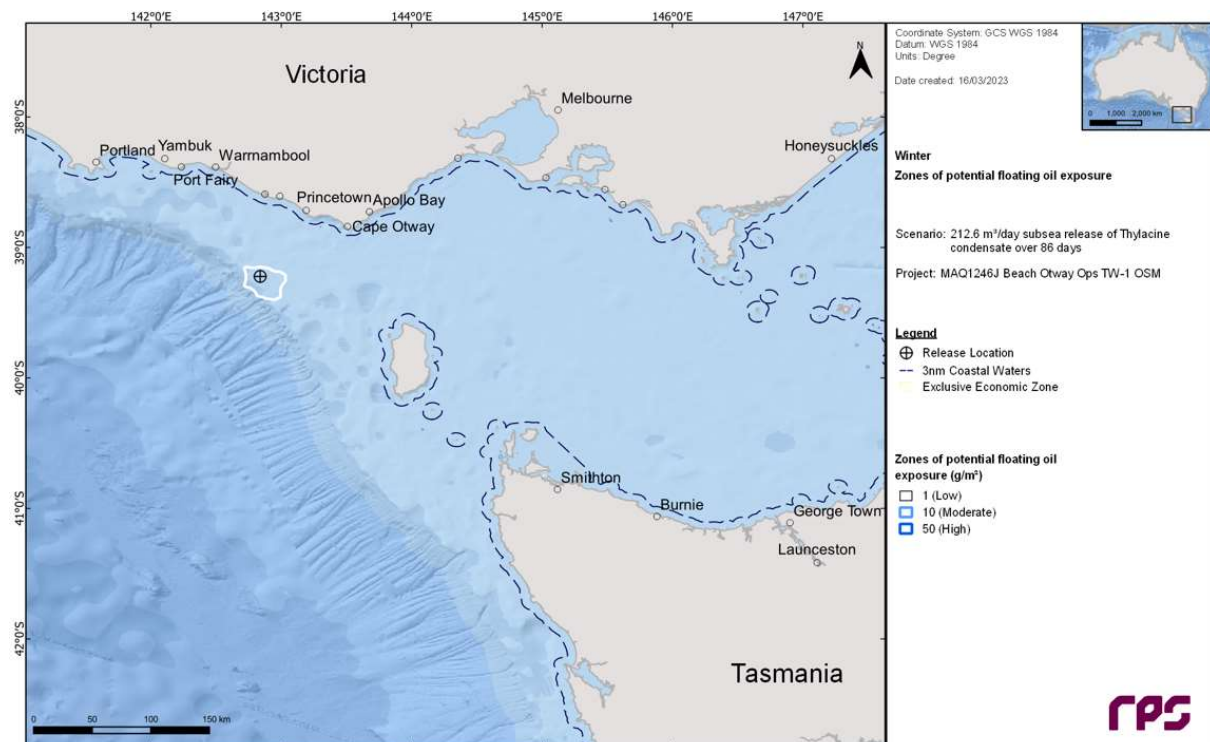 142°0'E 143°0'E 144°0'E 145°0'E 146°0'E 147°0'E
Coordinate System: GCS WGS 1984
Datum: WGS 1984
Units: Degree
Date created: 16/03/2023
0 1,000 2,000 km
N
Victoria
Melbourne
38°0'S
Portland
Yambuk
Warrnambool
Port Fairy
Honeysuckles
Princetown
Apollo Bay
Cape Otway
39°0'S
40°0'S
Smithton
Burnie
41°0'S
George Town
Launceston
42°0'S
Tasmania
0 50 100 150 km
Winter
Zones of potential floating oil exposure
Scenario: 212.6 m³/day subsea release of Thylacine
condensate over 86 days
Project: MAQ1246J Beach Otway Ops TW-1 OSM
Legend
Release Location
3nm Coastal Waters
Exclusive Economic Zone
Zones of potential floating oil
exposure (g/m²)
1 (Low)
10 (Moderate)
50 (High)
rps